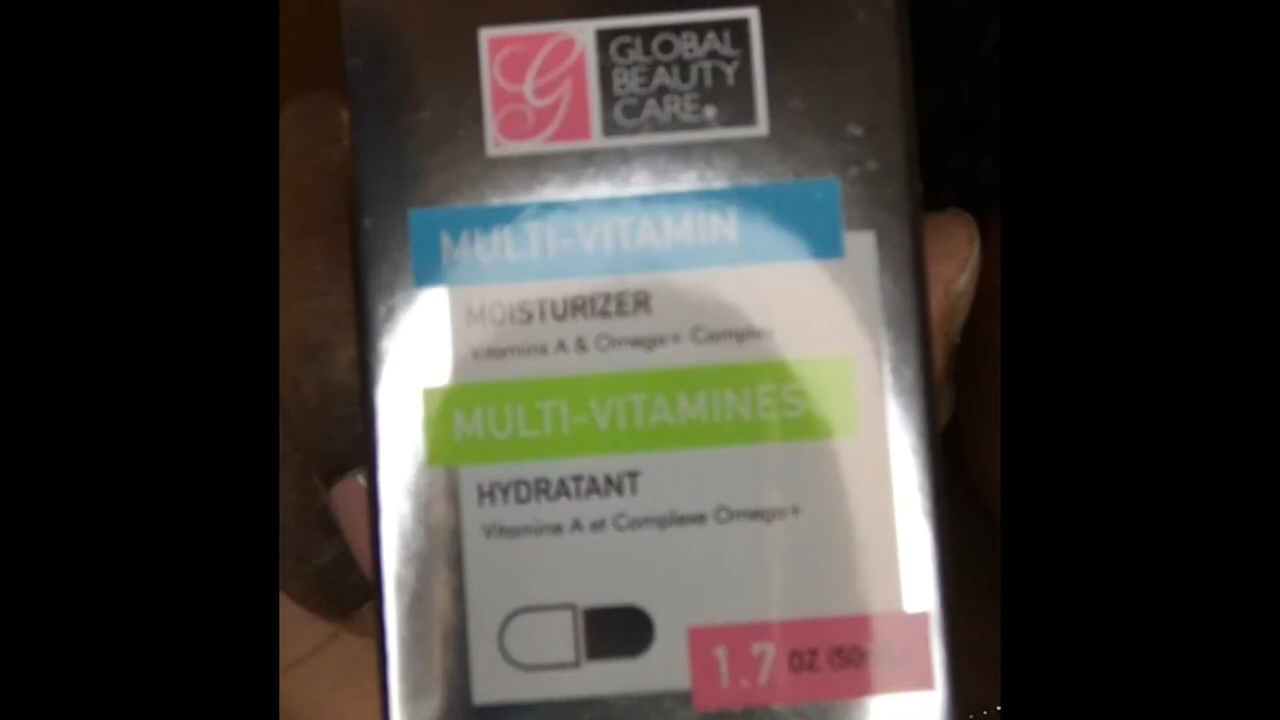 G
GLOBAL
BEAUTY
CARE
MULTI-VITAMIN
MOISTURIZER
Vitamins A & Omega+ Complex
MULTI-VITAMINES
HYDRATANT
Vitamine A et Complexe Omega+
1.7 OZ (50